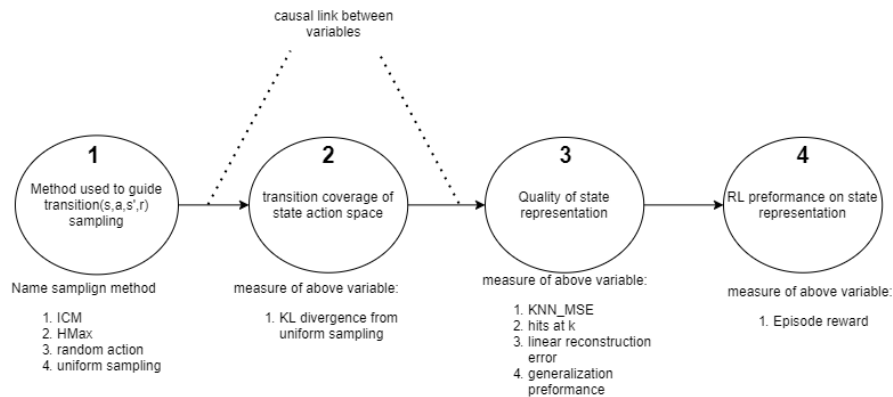 causal link between
variables
1
Method used to guide
transition(s,a,s',r)
sampling
2
transition coverage of
state action space
3
Quality of state
representation
4
RL preformance on state
representation
Name samplign method
1. ICM
2. HMax
3. random action
4. uniform sampling
measure of above variable:
1. KL divergence from
uniform sampling
measure of above variable:
1. KNN_MSE
2. hits at k
3. linear reconstruction
error
4. generalization
preformance
measure of above variable:
1. Episode reward